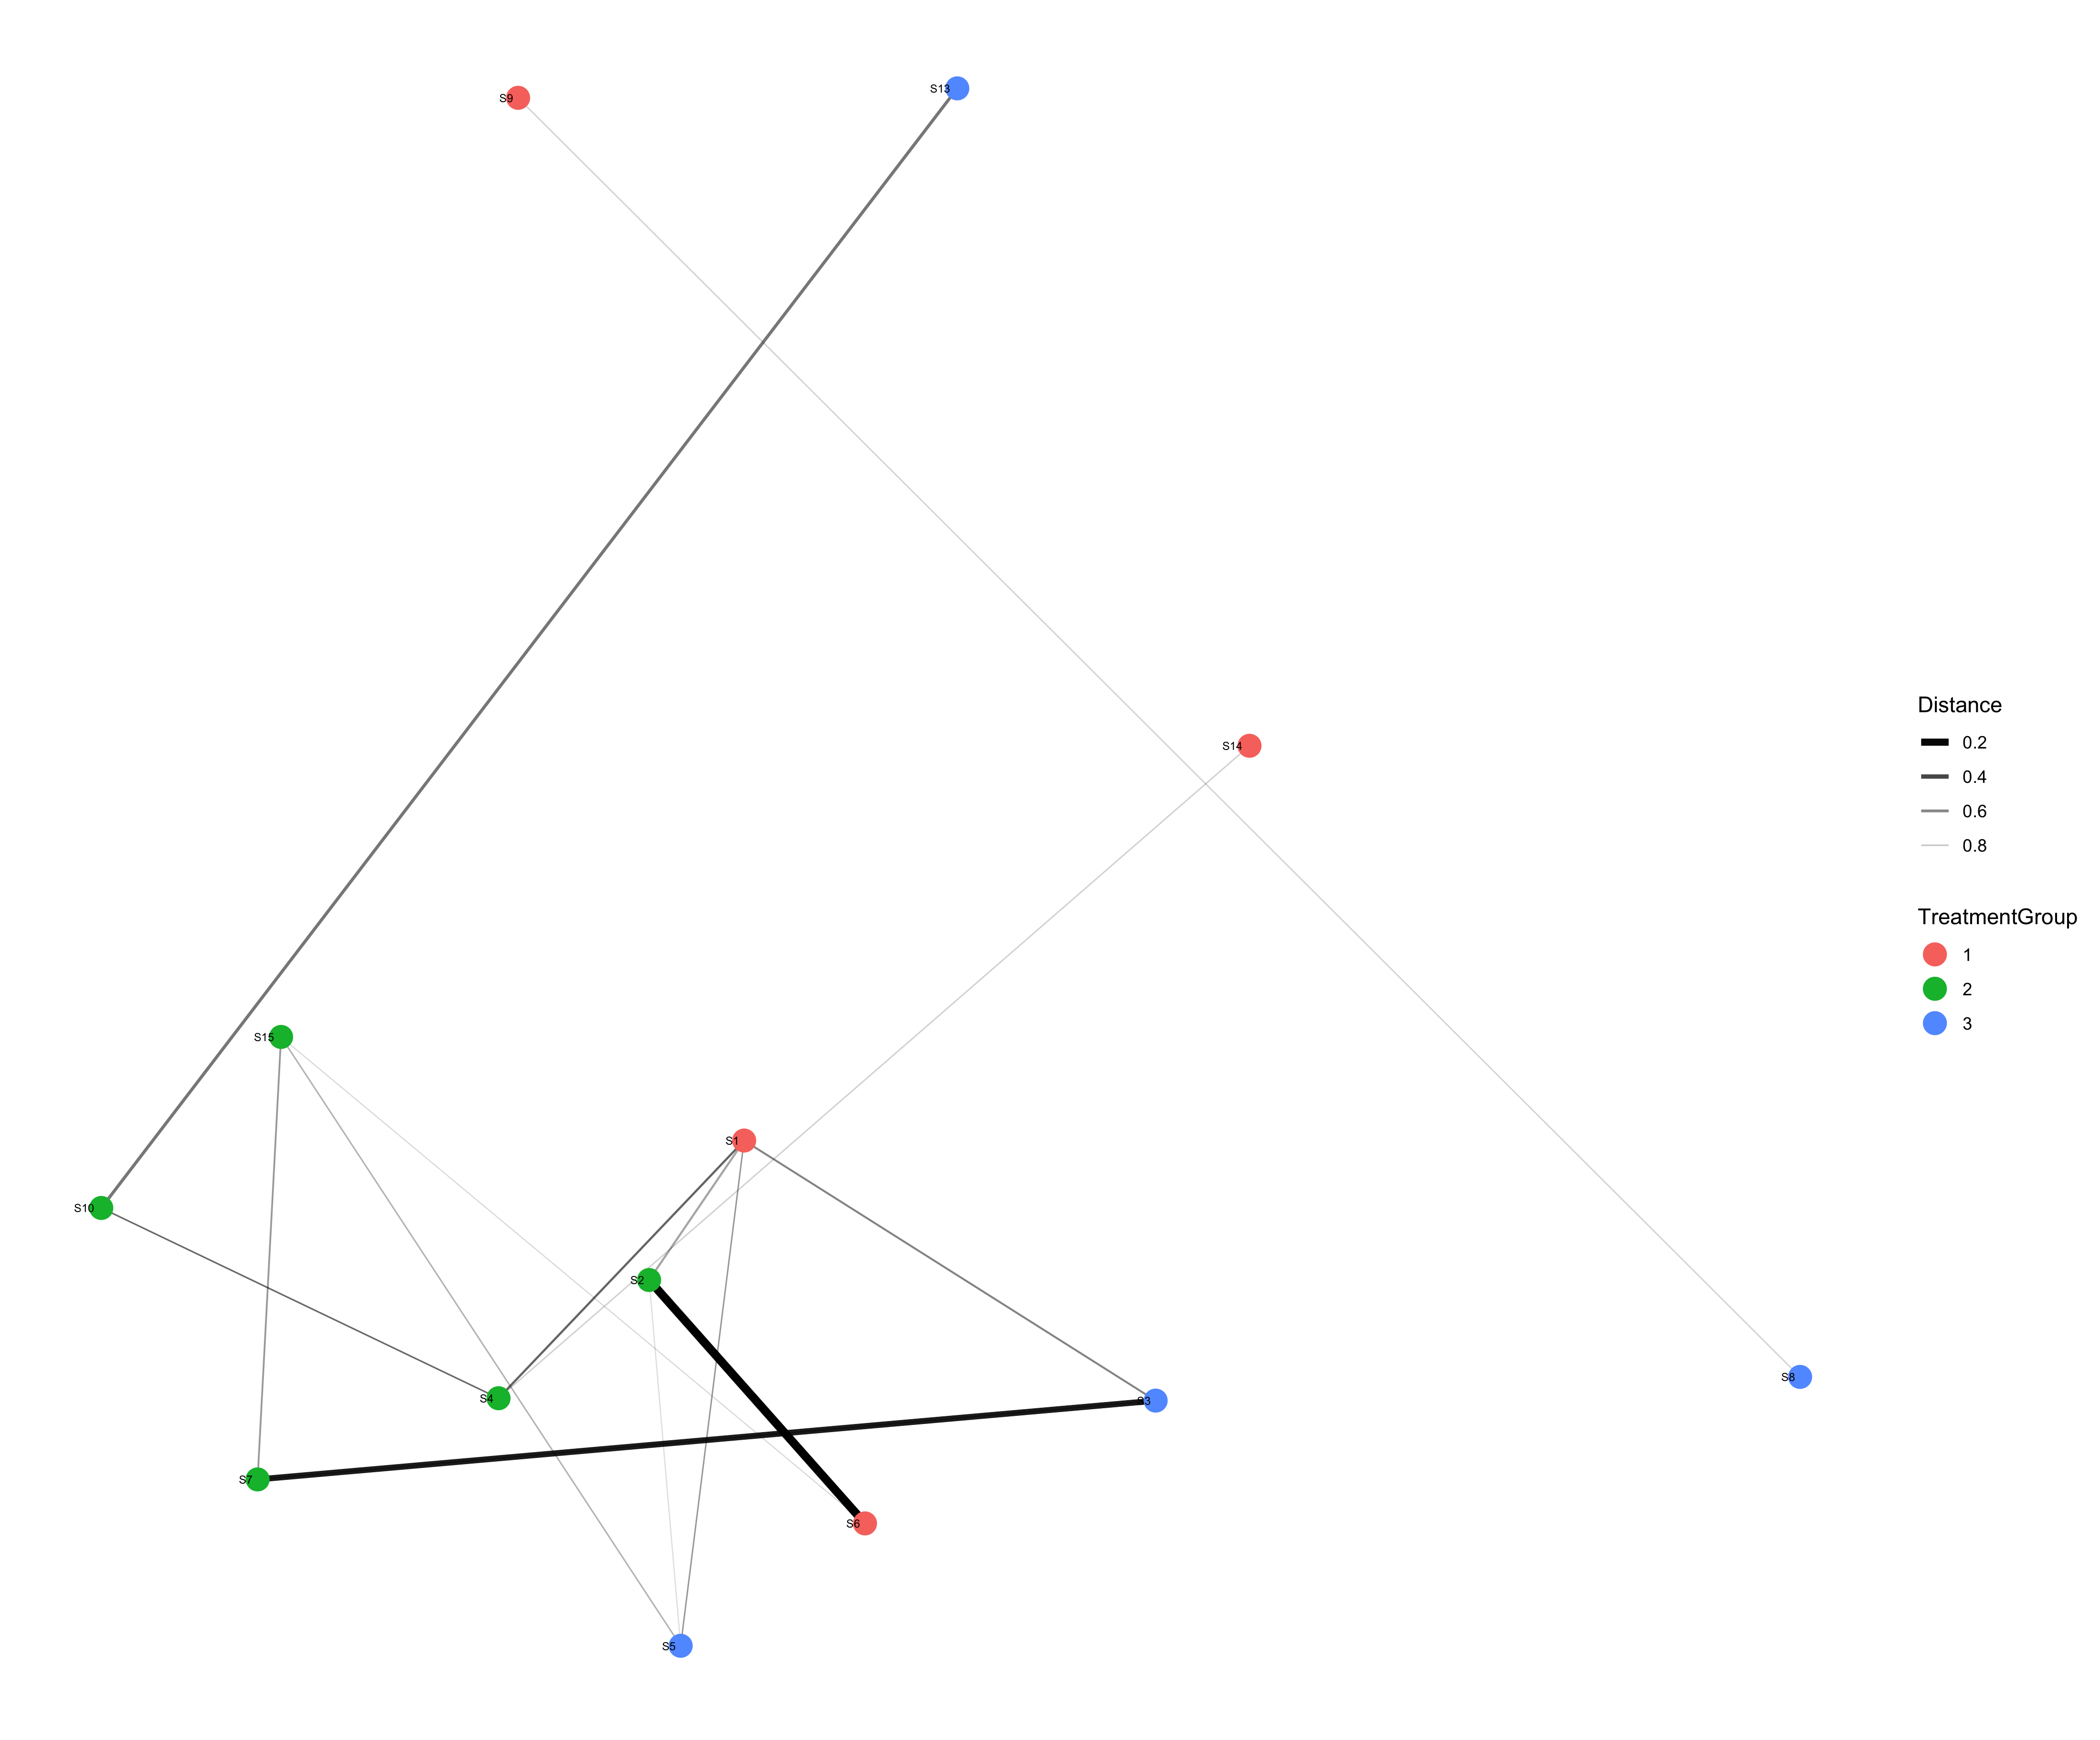 S9
S13
S14
Distance
0.2
0.4
0.6
0.8
TreatmentGroup
1
2
3
S15
S1
S10
S2
S8
S4
S3
S7
S6
S5